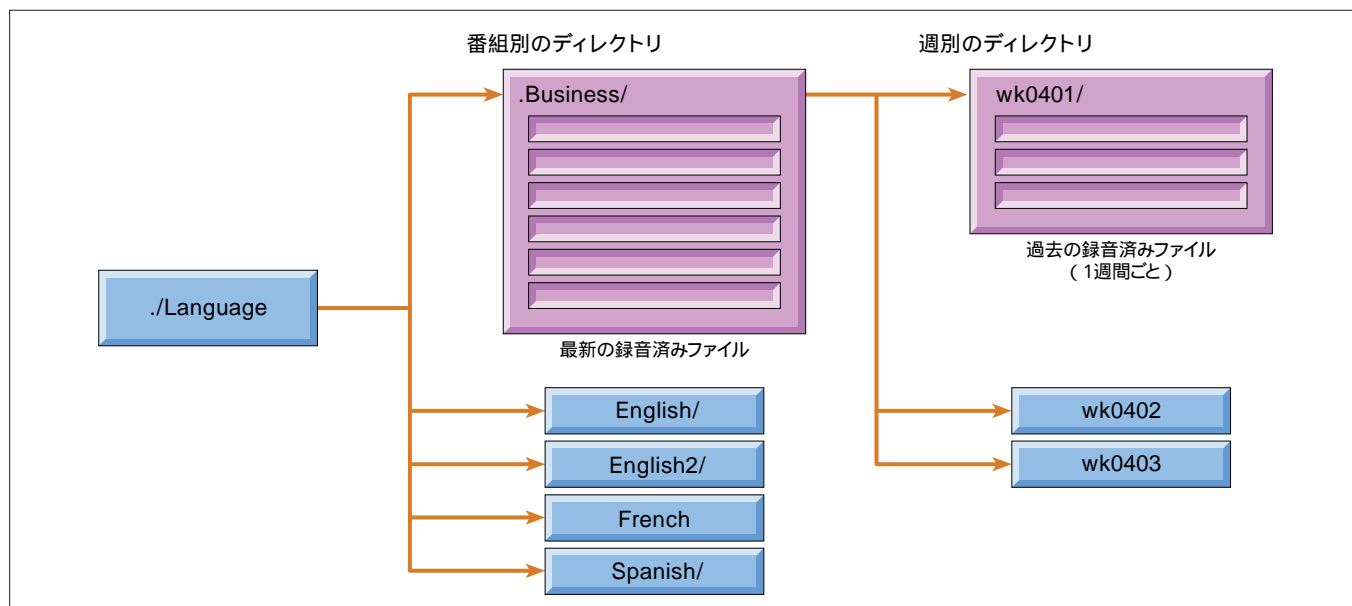 番組別のディレクトリ
週別のディレクトリ
.Business/
wk0401/
過去の録音済みファイル
( 1週間ごと )
./Language
最新の録音済みファイル
English/
wk0402
English2/
wk0403
French
Spanish/